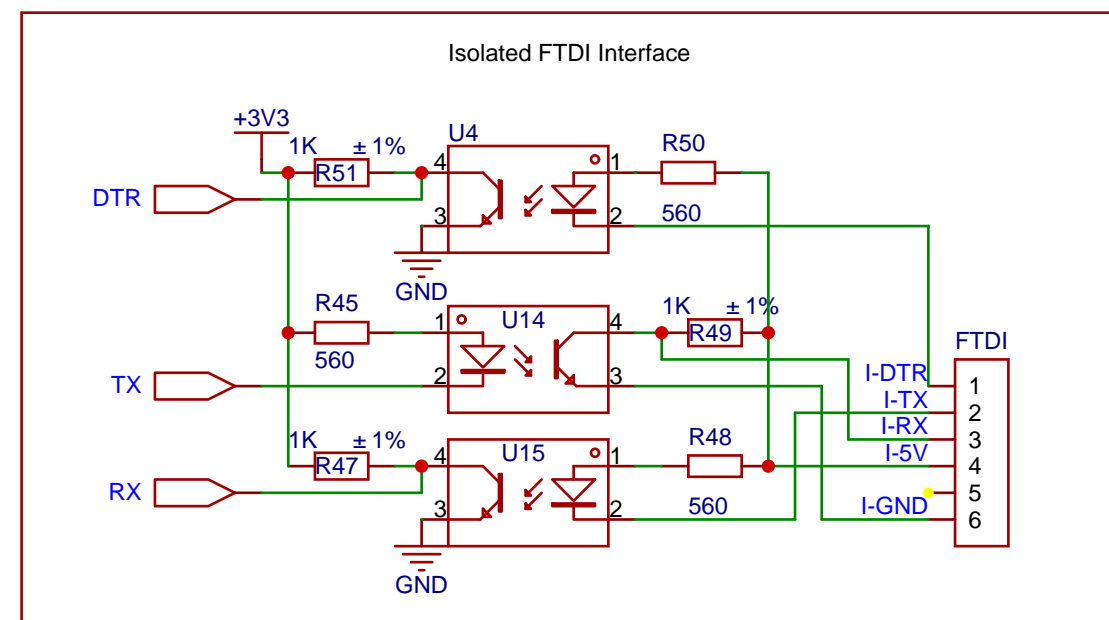 Isolated FTDI Interface
+3V3
1K ±1%
R51
DTR
4
3
U4
1
2
R50
560
GND
R45
560
TX
1
2
U14
4
3
1K ±1%
R49
FTDI
I-DTR
I-TX
I-RX
I-5V
I-GND
1
2
3
4
5
6
1K ±1%
R47
RX
4
3
U15
1
2
R48
560
GND